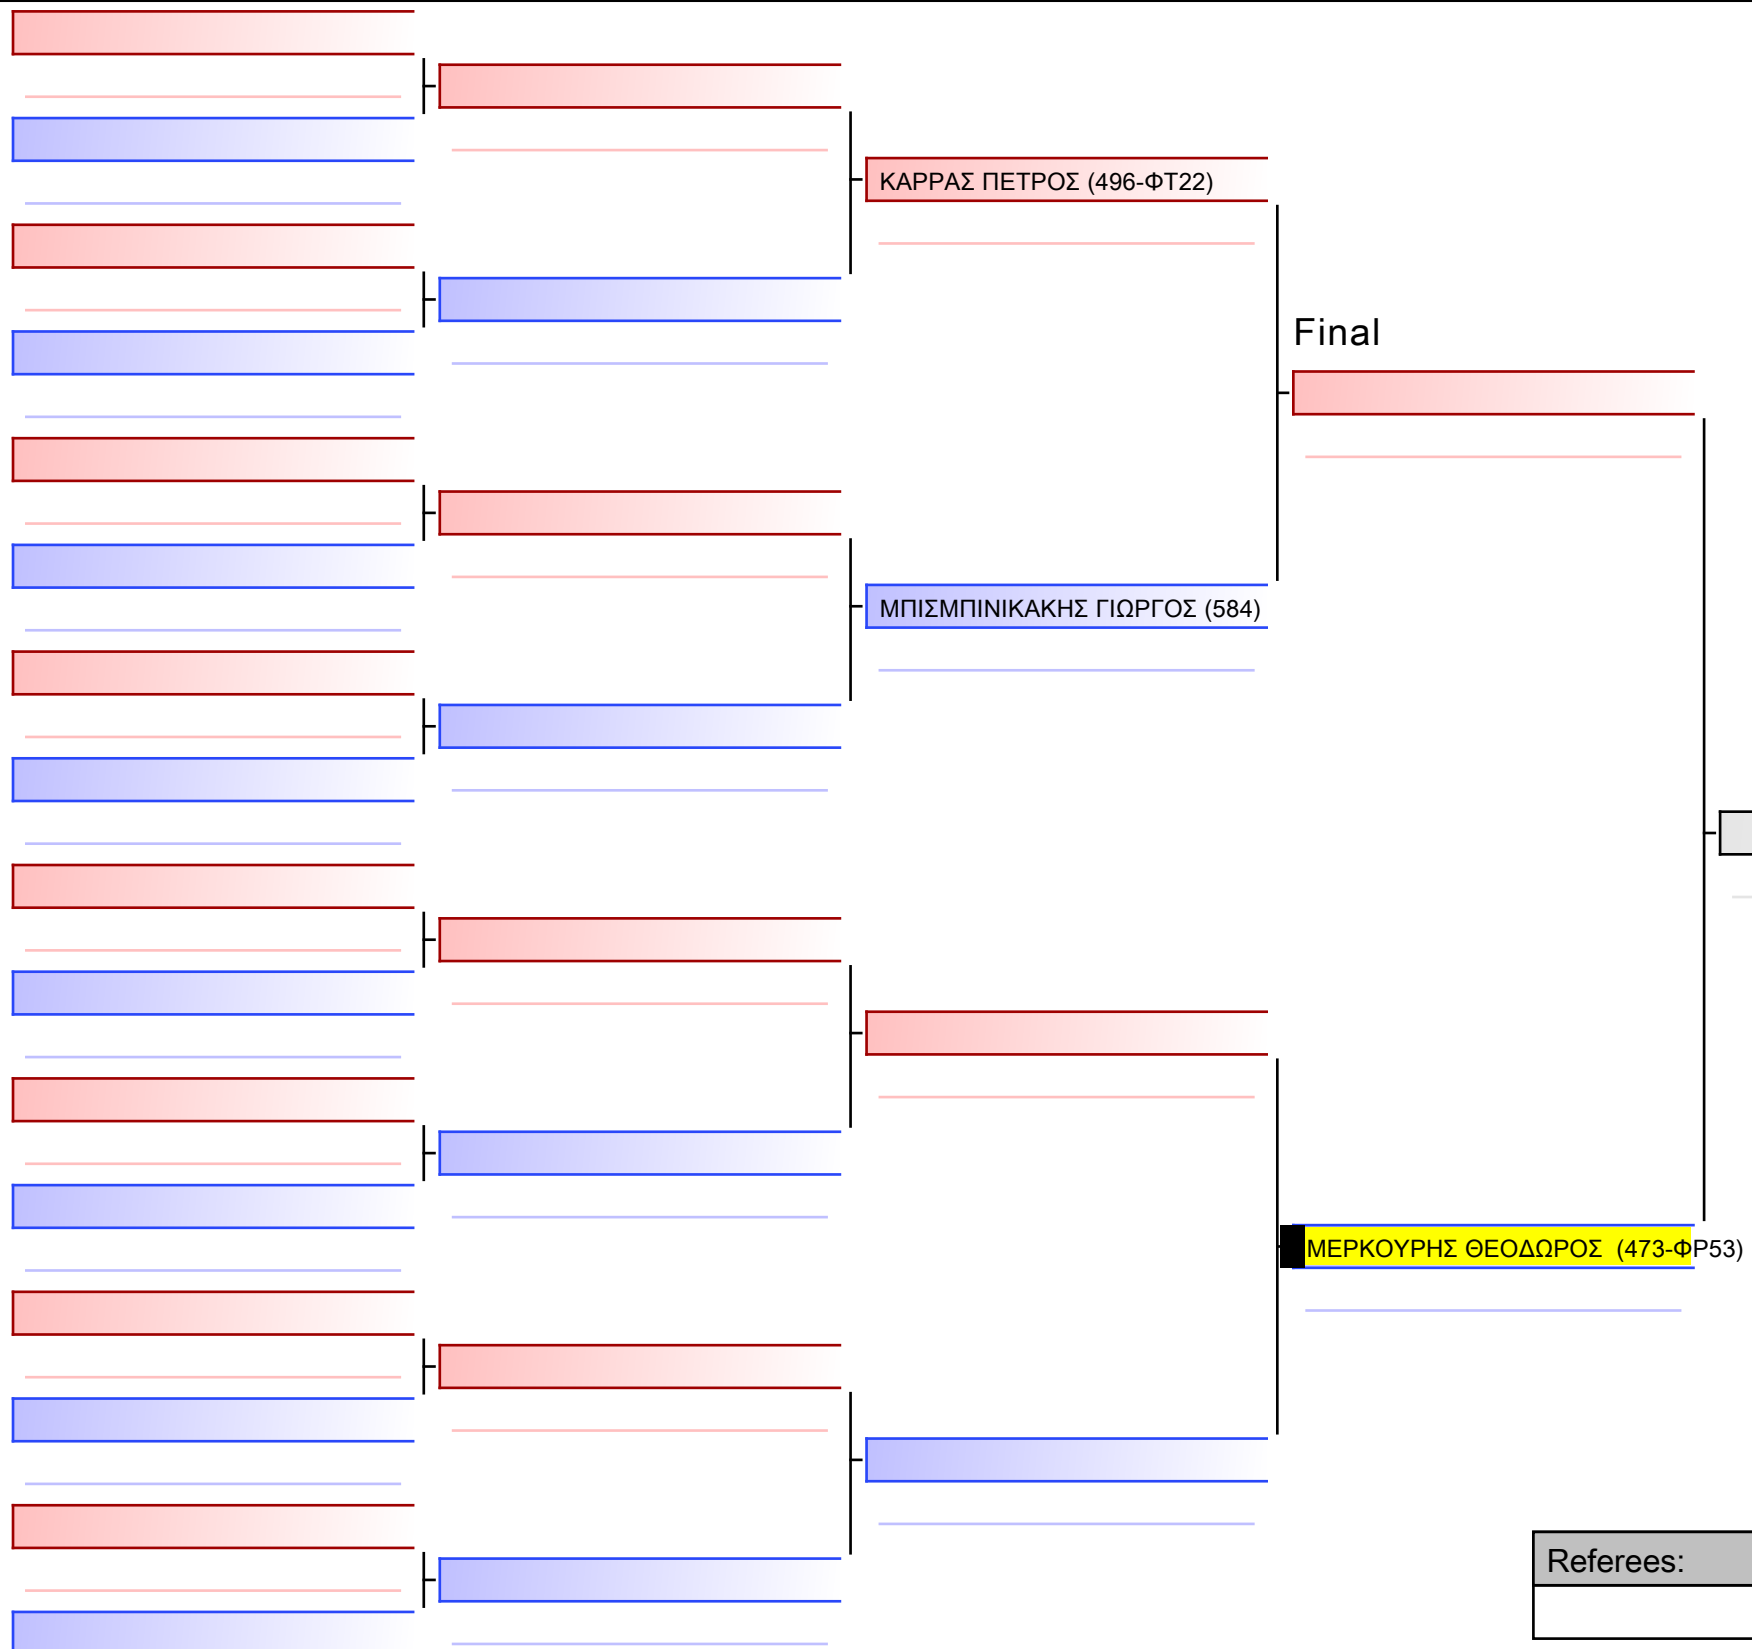 ΚΑΡΡΑΣ ΠΕΤΡΟΣ (496-ΦΤ22)
Final
ΜΠΙΣΜΠΙΝΙΚΑΚΗΣ ΓΙΩΡΓΟΣ (584)
ΜΕΡΚΟΥΡΗΣ ΘΕΟΔΩΡΟΣ (473-ΦΡ53)
Referees: